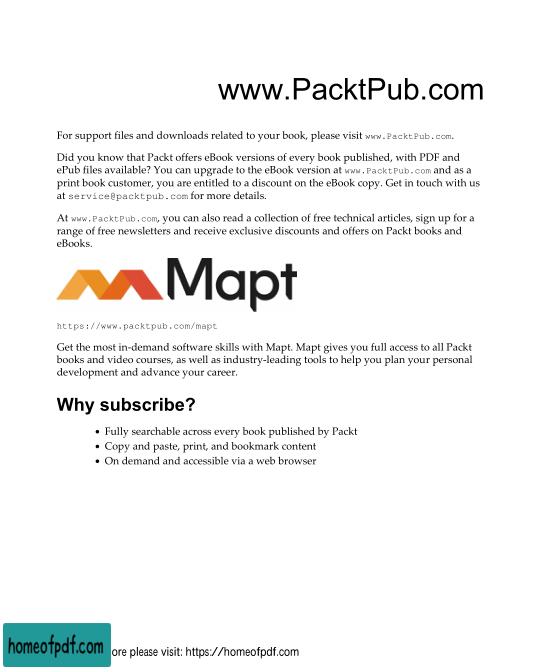 www.PacktPub.com
For support files and downloads related to your book, please visit www.PacktPub.com.
Did you know that Packt offers eBook versions of every book published, with PDF and
ePub files available? You can upgrade to the eBook version at www.PacktPub.com and as a
print book customer, you are entitled to a discount on the eBook copy. Get in touch with us
at service@packtpub.com for more details.
At www.PacktPub.com, you can also read a collection of free technical articles, sign up for a
range of free newsletters and receive exclusive discounts and offers on Packt books and
eBooks.
Mapt
https://www.packtpub.com/mapt
Get the most in-demand software skills with Mapt. Mapt gives you full access to all Packt
books and video courses, as well as industry-leading tools to help you plan your personal
development and advance your career.
Why subscribe?
• Fully searchable across every book published by Packt
• Copy and paste, print, and bookmark content
• On demand and accessible via a web browser
homeofpdf.com ore please visit: https://homeofpdf.com